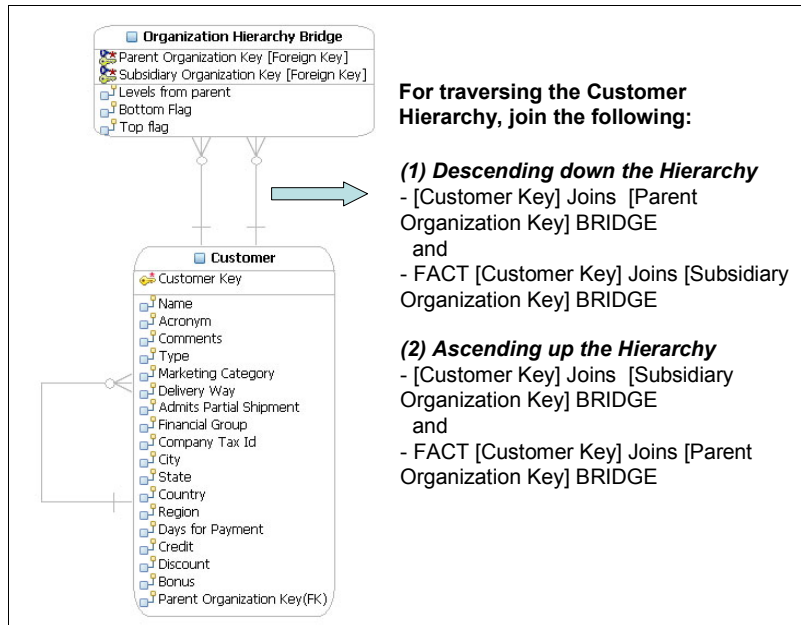 Organization Hierarchy Bridge
Parent Organization Key [Foreign Key]
Subsidiary Organization Key [Foreign Key]
Levels from parent
Bottom Flag
Top flag
For traversing the Customer
Hierarchy, join the following:
(1) Descending down the Hierarchy
- [Customer Key] Joins [Parent
Organization Key] BRIDGE
and
- FACT [Customer Key] Joins [Subsidiary
Organization Key] BRIDGE
(2) Ascending up the Hierarchy
- [Customer Key] Joins [Subsidiary
Organization Key] BRIDGE
and
- FACT [Customer Key] Joins [Parent
Organization Key] BRIDGE
Customer
Customer Key
Name
Acronym
Comments
Type
Marketing Category
Delivery Way
Admits Partial Shipment
Financial Group
Company Tax Id
City
State
Country
Region
Days for Payment
Credit
Discount
Bonus
Parent Organization Key(FK)